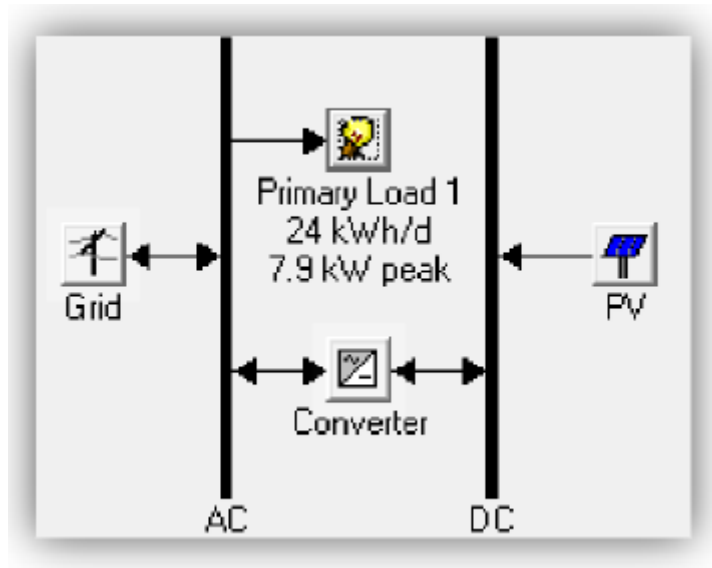 Primary Load 1
24 kWh/d
7.9 kW peak
Grid
PV
Converter
AC
DC